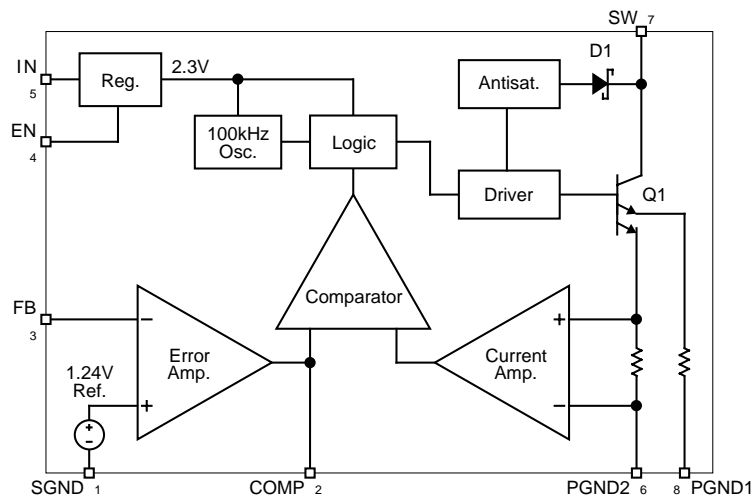 SW 7
D1
IN
5
Reg.
2.3V
Antisat.
EN
4
100kHz
Osc.
Logic
Driver
Q1
Comparator
FB
3
−
+
Error
Amp.
Current
Amp.
1.24V
Ref.
+
+
−
−
SGND 1
COMP 2
PGND2 6
8 PGND1